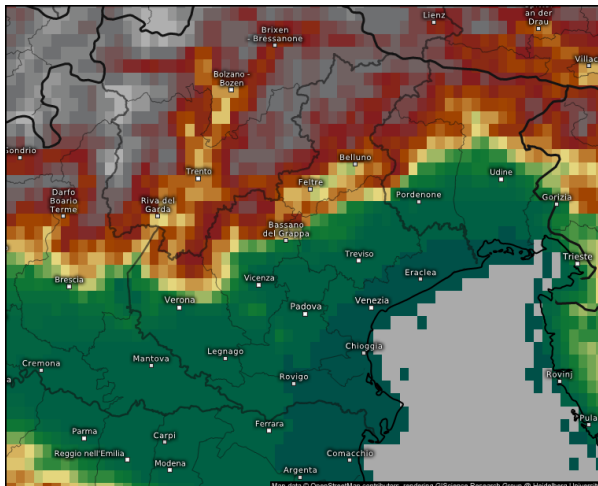 Lienz
an der
Drau
Brixen
- Bressanone
Villac
Bolzano -
Bozen
Sondrio
Belluno
Trento
Feltre
Udine
Darfo
Boario
Terme
Riva del
Garda
Pordenone
Gorizia
Bassano
del Grappa
Treviso
Trieste
Eraclea
Brescia
Vicenza
Verona
Padova
Venezia
Chioggia
Legnago
Mantova
Cremona
a
Rovigo
Rovinj
Pula
Ferrara
Parma
Carpi
Reggio nell'Emilia
Comacchio
Modena
Argenta
Map data © OpenStreetMap contributors, rendering GIScience Research Group @ Heidelberg Universit